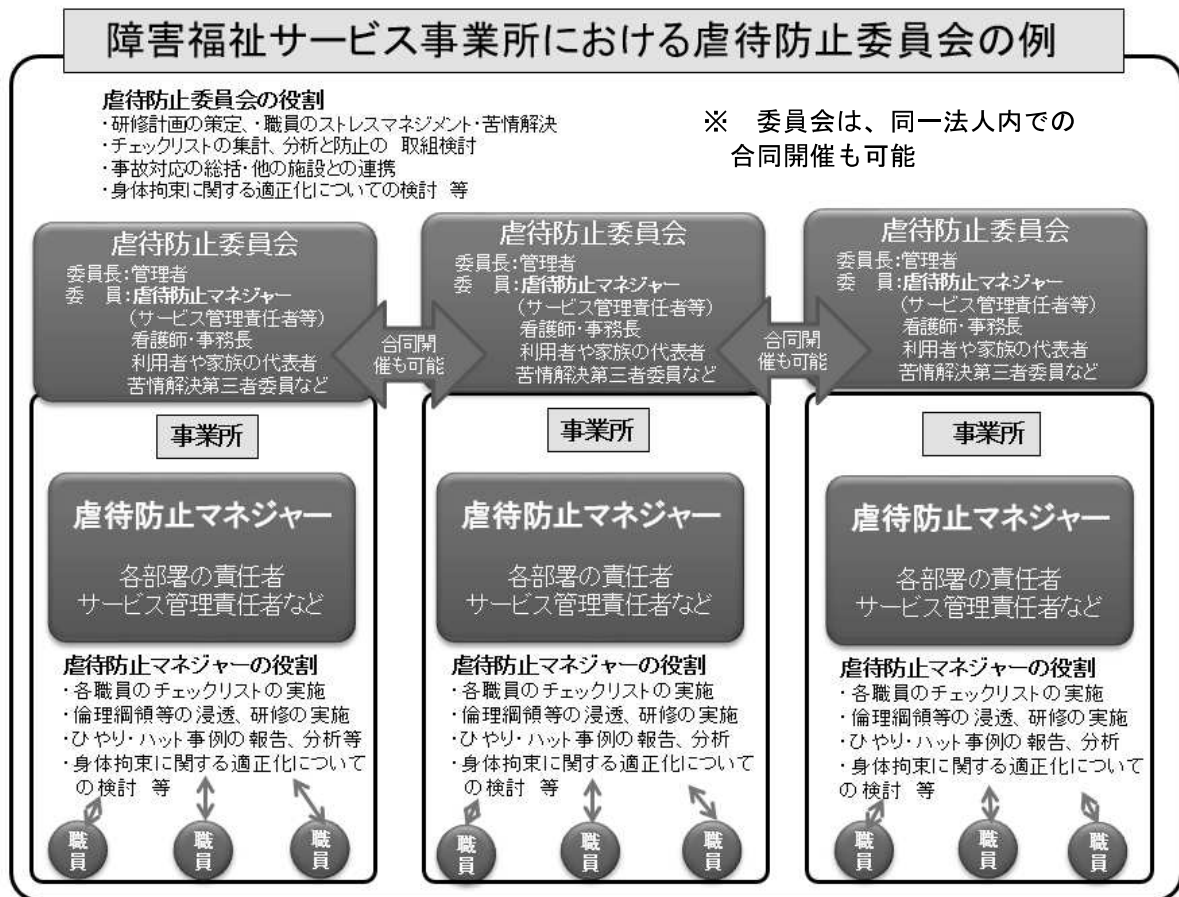 障害福祉サービス事業所における虐待防止委員会の例
虐待防止委員会の役割
・研修計画の策定、・職員のストレスマネジメント・苦情解決
・チェックリストの集計、分析と防止の 取組検討
・事故対応の総括・他の施設との連携
・身体拘束に関する適正化についての検討 等
※ 委員会は、同一法人内での
合同開催も可能
虐待防止委員会
委員長:管理者
委 員:虐待防止マネジャー
(サービス管理責任者等)
看護師・事務長
利用者や家族の代表者
苦情解決第三者委員など
合同開
催も可能
虐待防止委員会
委員長:管理者
委 員:虐待防止マネジャー
(サービス管理責任者等)
看護師・事務長
利用者や家族の代表者
苦情解決第三者委員など
合同開
催も可能
虐待防止委員会
委員長:管理者
委 員:虐待防止マネジャー
(サービス管理責任者等)
看護師・事務長
利用者や家族の代表者
苦情解決第三者委員など
事業所
虐待防止マネジャー
各部署の責任者
サービス管理責任者など
虐待防止マネジャーの役割
・各職員のチェックリストの実施
・倫理綱領等の浸透、研修の実施
・ひやり・ハット事例の報告、分析等
・身体拘束に関する適正化について
の検討 等
職員
職員
職員
事業所
虐待防止マネジャー
各部署の責任者
サービス管理責任者など
虐待防止マネジャーの役割
・各職員のチェックリストの実施
・倫理綱領等の浸透、研修の実施
・ひやり・ハット事例の報告、分析
・身体拘束に関する適正化について
の検討 等
職員
職員
職員
事業所
虐待防止マネジャー
各部署の責任者
サービス管理責任者など
虐待防止マネジャーの役割
・各職員のチェックリストの実施
・倫理綱領等の浸透、研修の実施
・ひやり・ハット事例の報告、分析
・身体拘束に関する適正化について
の検討 等
職員
職員
職員